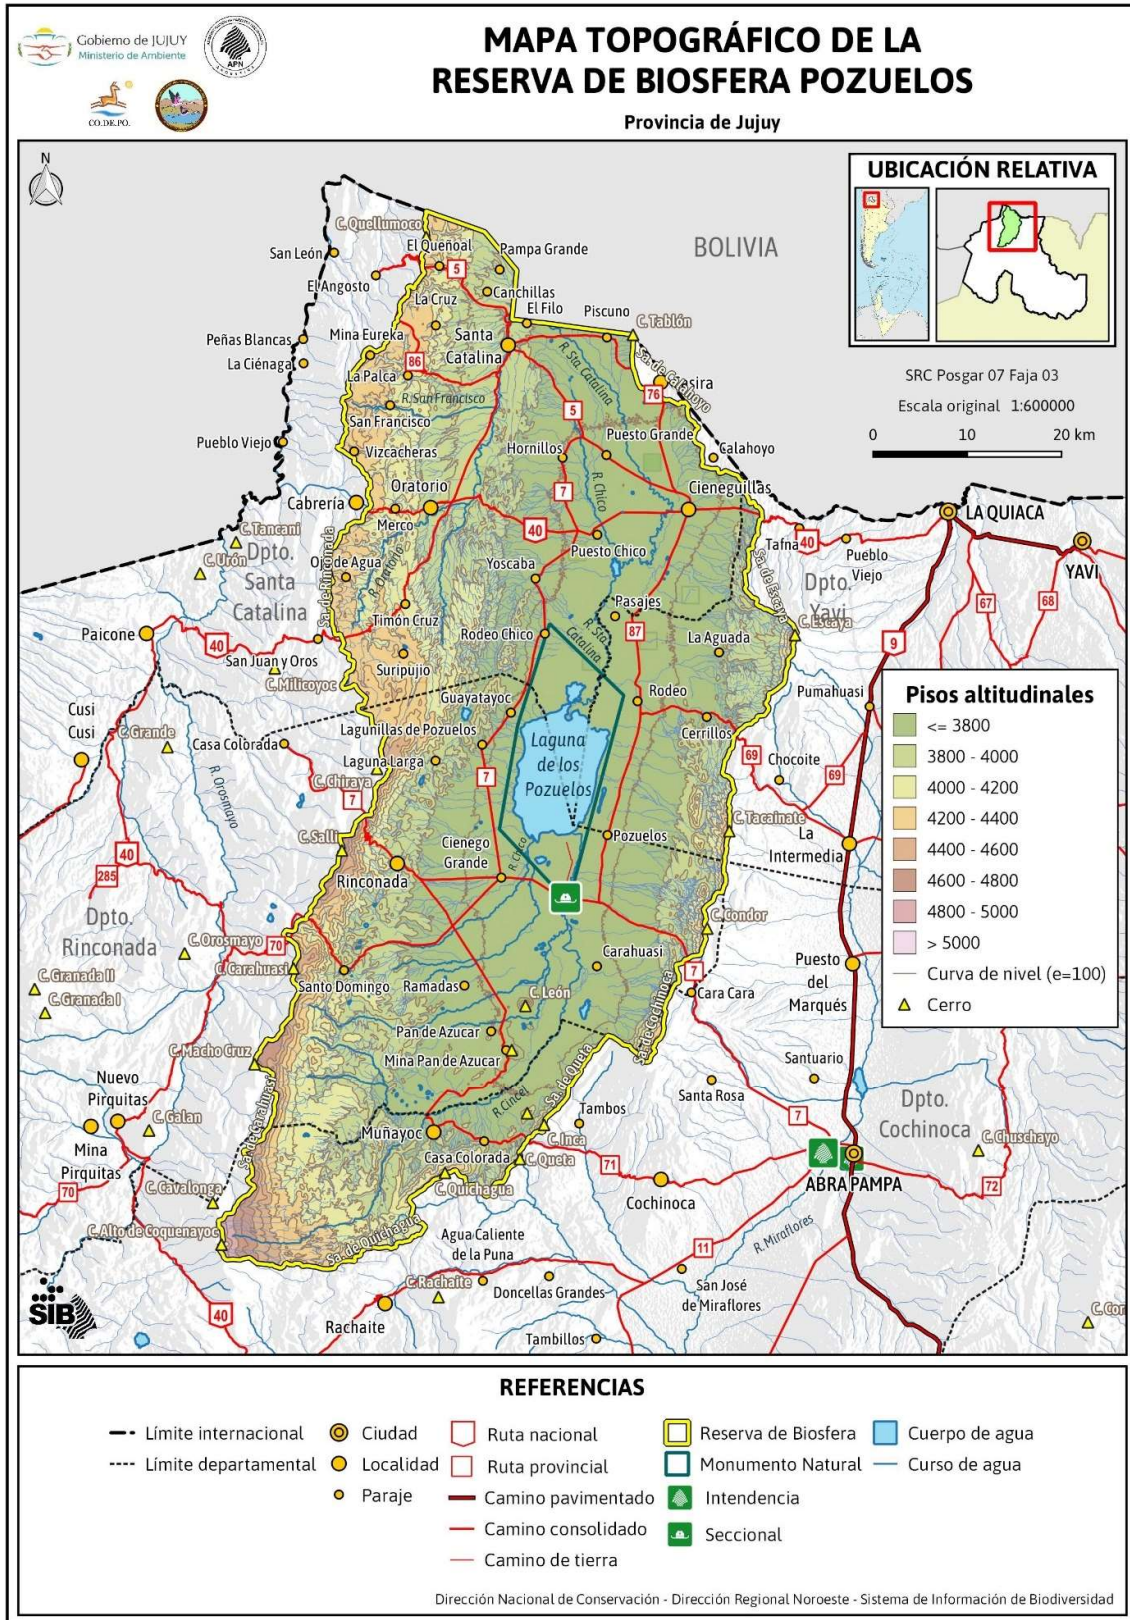 Gobierno de JUJUY
Ministerio de Ambiente
APN
CO.DE.PO.
MAPA TOPOGRÁFICO DE LA
RESERVA DE BIOSFERA POZUELOS
Provincia de Jujuy
N
UBICACIÓN RELATIVA
BOLIVIA
SRC Posgar 07 Faja 03
Escala original 1:600000
0 10 20 km
C. Quellumoco
San León
El Queñoal
Pampa Grande
5
El Angosto
Canchillas
La Cruz
El Filo
Piscuno
C. Tablón
Peñas Blancas
Mina Eureka
Santa
Catalina
La Ciénaga
86
R. Sta. Catalina
Sa. de Calahoyo
La Palca
R. San Francisco
76
San Francisco
5
Puesto Grande
Pueblo Viejo
Vizcacheras
Hornillos
Calahoyo
Cabrería
Oratorio
7
R. Chico
Cieneguillas
LA QUIACA
Merco
40
C. Tancani
Puesto Chico
Tafna
40
Pueblo
Viejo
YAVI
C. Urón
Dpto.
Santa
Catalina
Ojo de Agua
R. Oratorio
Yoscaba
Sa. de Escaya
Dpto.
Yavi
67
68
Sa. de Rinconada
Timón Cruz
Pasajes
Paicone
40
Rodeo Chico
R. Sta.
Catalina
87
La Aguada
C. Escaya
9
San Juan y Oros
Suripujio
C. Milicoyoc
Guayatayoc
Rodeo
Pumahuasi
Cusi
Cusi
C. Grande
Casa Colorada
Lagunillas de Pozuelos
Laguna
de los
Pozuelos
Cerrillos
69
Chocoite
69
Laguna Larga
C. Chiraya
7
7
R. Orosmayo
C. Salli
C. Tacainate
Cienego
Grande
R. Chico
Pozuelos
La
Intermedia
40
285
Rinconada
Dpto.
Rinconada
C. Condor
C. Orosmayo
70
C. Carahuasi
Carahuasi
7
Puesto
del
Marqués
C. Granada II
C. Granada I
Santo Domingo
Ramadas
C. León
Cara Cara
Pan de Azucar
Sa. de Cochinoca
C. Macho Cruz
Mina Pan de Azucar
Santuario
Nuevo
Pirquitas
Sa. de Queta
Santa Rosa
R. Cincel
7
Dpto.
Cochinoca
C. Galan
Sa. de Carahuasi
Muñayoc
Tambos
C. Inca
C. Chuschayo
Mina
Pirquitas
Casa Colorada
C. Queta
71
70
C. Cavalonga
C. Quichagua
Cochinoca
ABRA PAMPA
72
C. Alto de Coquenayoc
Sa. de Quichagua
Agua Caliente
de la Puna
11
R. Miraflores
C. Rachaite
Doncellas Grandes
San José
de Miraflores
SIB
40
Rachaite
Tambillos
Pisos altitudinales
<= 3800
3800 - 4000
4000 - 4200
4200 - 4400
4400 - 4600
4600 - 4800
4800 - 5000
> 5000
Curva de nivel (e=100)
Cerro
REFERENCIAS
Límite internacional
Límite departamental
Ciudad
Localidad
Paraje
Ruta nacional
Ruta provincial
Camino pavimentado
Camino consolidado
Camino de tierra
Reserva de Biosfera
Monumento Natural
Intendencia
Seccional
Cuerpo de agua
Curso de agua
Dirección Nacional de Conservación - Dirección Regional Noroeste - Sistema de Información de Biodiversidad